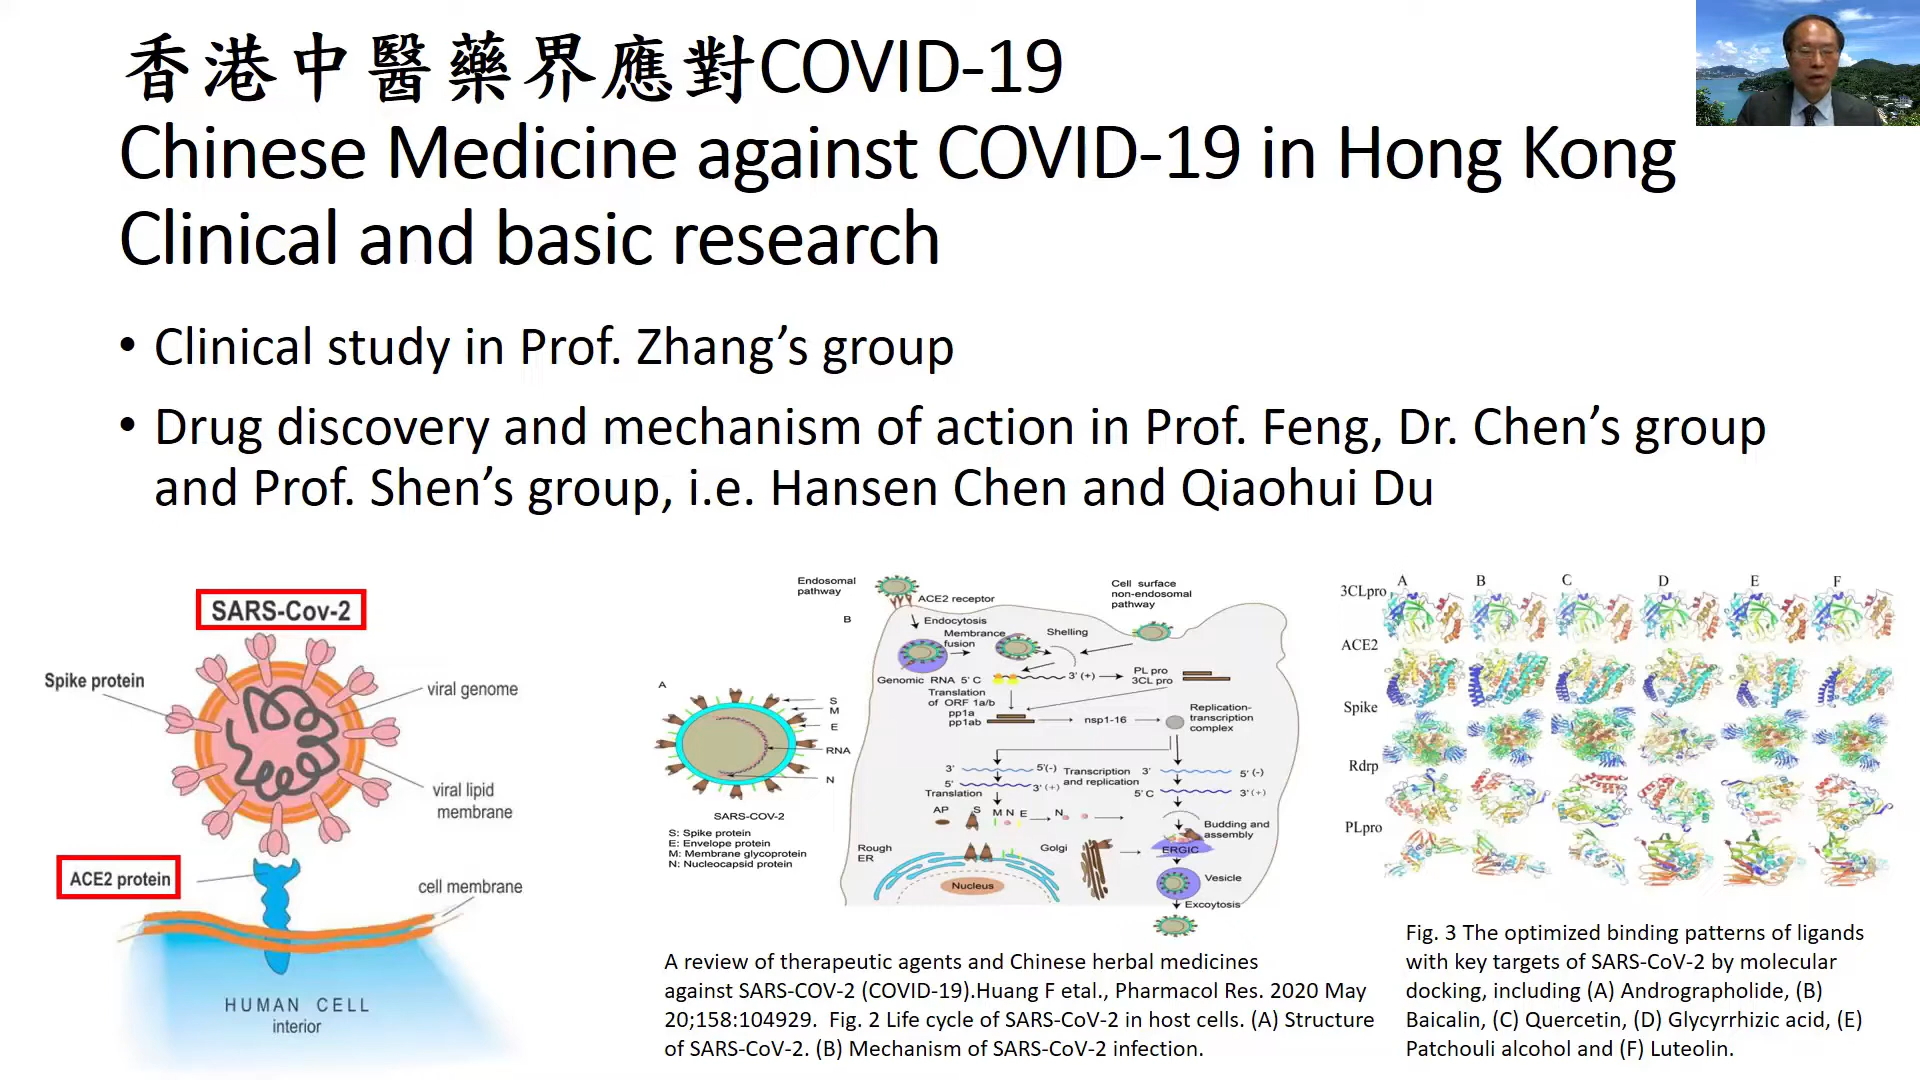 香港中醫藥界應對COVID-19
Chinese Medicine against COVID-19 in Hong Kong
Clinical and basic research
• Clinical study in Prof. Zhang’s group
• Drug discovery and mechanism of action in Prof. Feng, Dr. Chen’s group
and Prof. Shen’s group, i.e. Hansen Chen and Qiaohui Du
SARS-Cov-2
Spike protein
viral genome
viral lipid
membrane
ACE2 protein
cell membrane
HUMAN CELL
interior
A
S
M
E
RNA
N
SARS-COV-2
S: Spike protein
E: Envelope protein
M: Membrane glycoprotein
N: Nucleocapsid protein
B
Endosomal
pathway
ACE2 receptor
Cell surface
non-endosomal
pathway
Endocytosis
Membrance
fusion
Shelling
Genomic RNA 5' C
3' (+)
PL pro
3CL pro
Translation
of ORF 1a/b
pp1a
pp1ab
nsp1-16
Replication-
transcription
complex
3'
5'(-)
Transcription
and replication
3'
5' (-)
5'
3' (+)
5' C
3' (+)
Translation
AP
S
M N E
N
Budding and
assembly
Rough
ER
Golgi
ERGIC
Nucleus
Vesicle
Excoytosis
A review of therapeutic agents and Chinese herbal medicines
against SARS-COV-2 (COVID-19).Huang F etal., Pharmacol Res. 2020 May
20;158:104929. Fig. 2 Life cycle of SARS-CoV-2 in host cells. (A) Structure
of SARS-CoV-2. (B) Mechanism of SARS-CoV-2 infection.
A B C D E F
3CLpro
ACE2
Spike
Rdrp
PLpro
Fig. 3 The optimized binding patterns of ligands
with key targets of SARS-CoV-2 by molecular
docking, including (A) Andrographolide, (B)
Baicalin, (C) Quercetin, (D) Glycyrrhizic acid, (E)
Patchouli alcohol and (F) Luteolin.